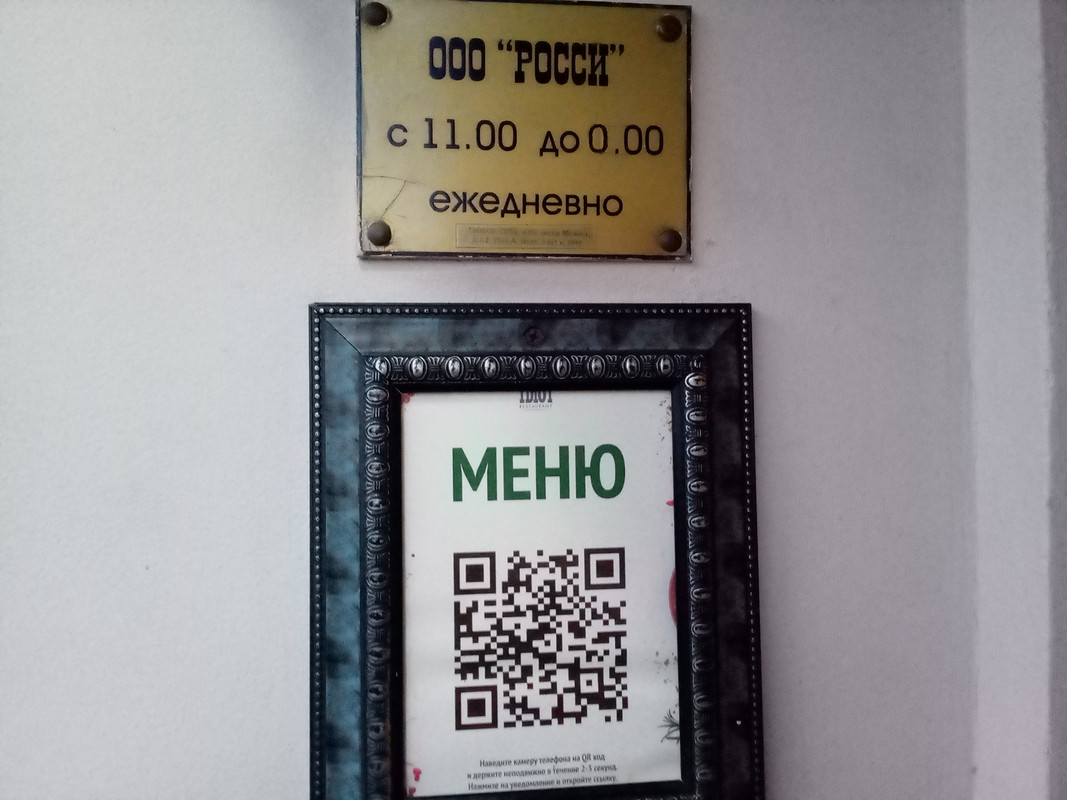 ООО “РОССИ”
с 11.00 до 0.00
ежедневно
IDIOT
RESTAURANT
МЕНЮ
Наведите камеру телефона на QR код
и держите неподвижно в течение 2-3 секунд.
Нажмите на уведомление и откройте ссылку.